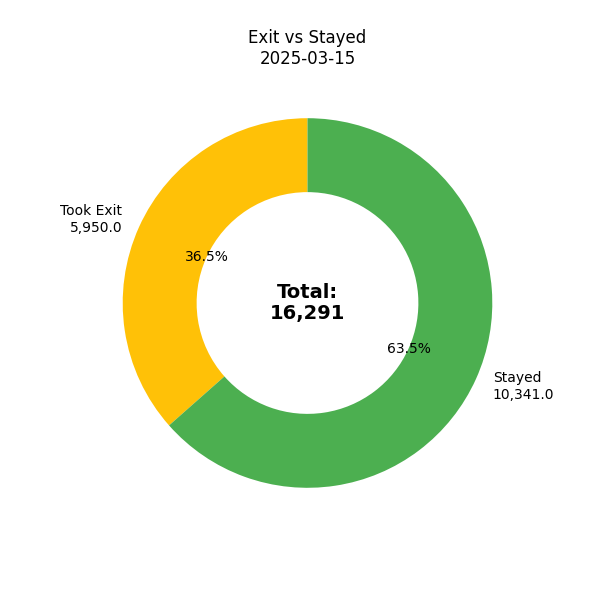 Exit vs Stayed
2025-03-15
Took Exit
5,950.0
36.5%
Total:
16,291
63.5%
Stayed
10,341.0